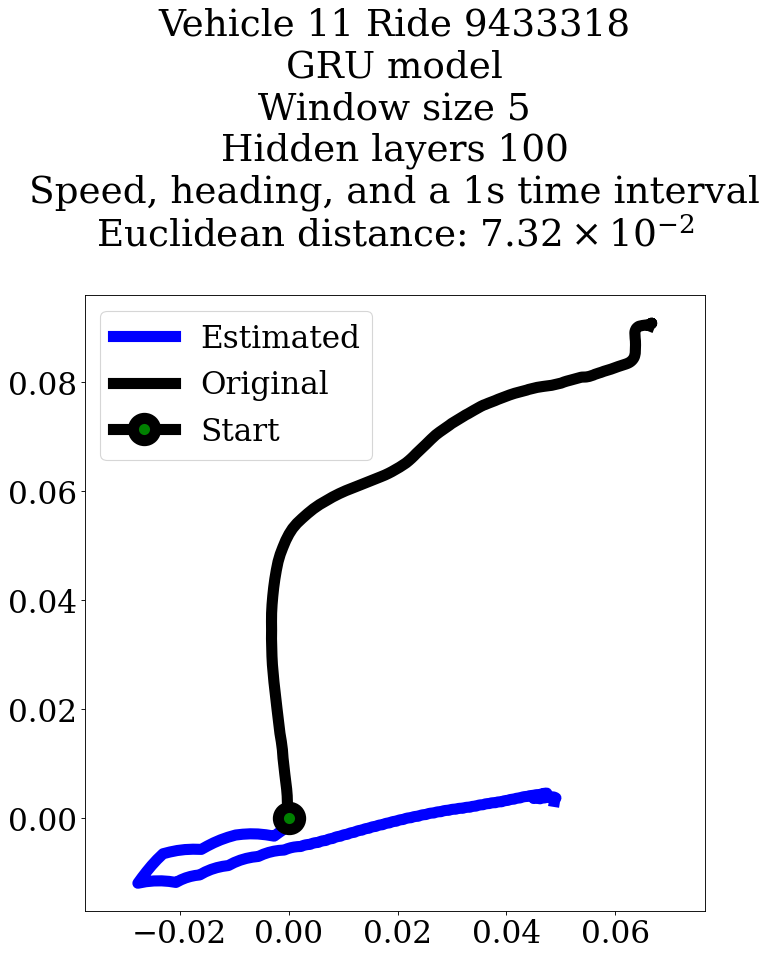 Vehicle 11 Ride 9433318
GRU model
Window size 5
Hidden layers 100
Speed, heading, and a 1s time interval
Euclidean distance: 7.32 × 10⁻²
Estimated
Original
Start
0.08
0.06
0.04
0.02
0.00
−0.02 0.00 0.02 0.04 0.06